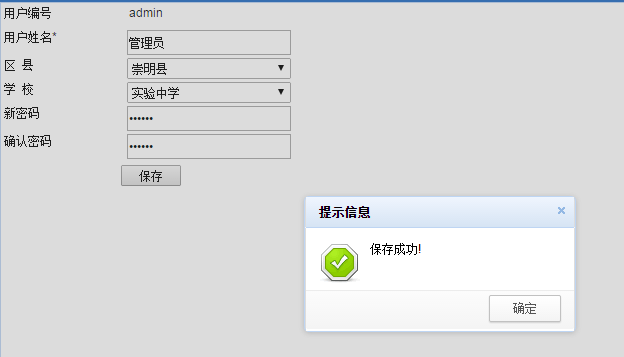 用户编号 admin
用户姓名* 管理员
区 县 崇明县
学 校 实验中学
新密码 ••••••
确认密码 ••••••
保存
提示信息 ×
保存成功!
确定